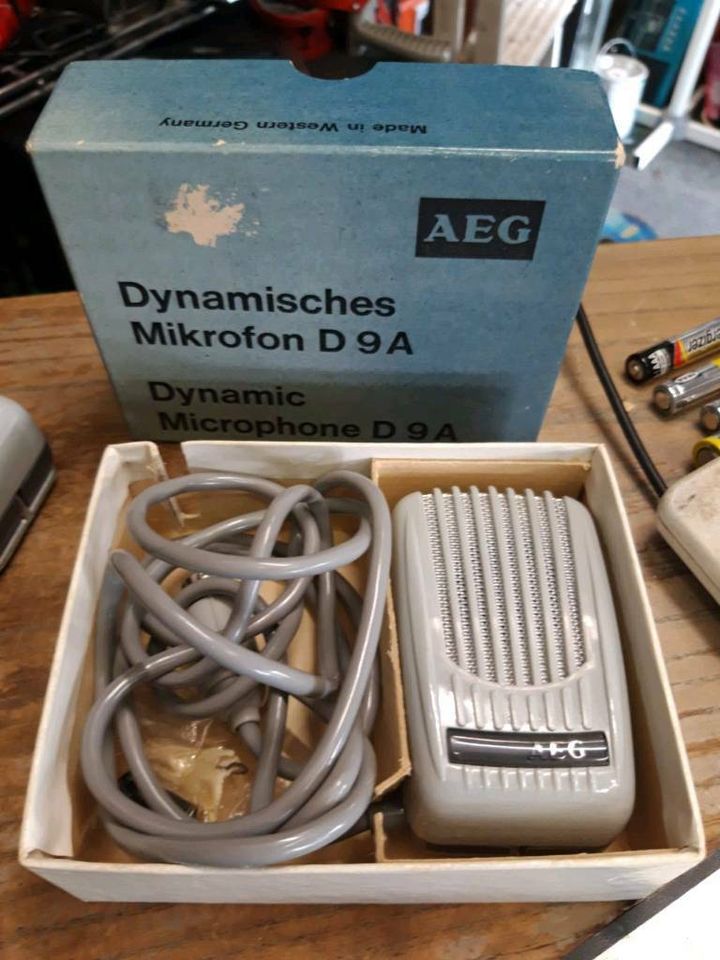 Made in Western Germany
AEG
Dynamisches
Mikrofon D 9 A
Dynamic
Microphone D 9 A
AEG